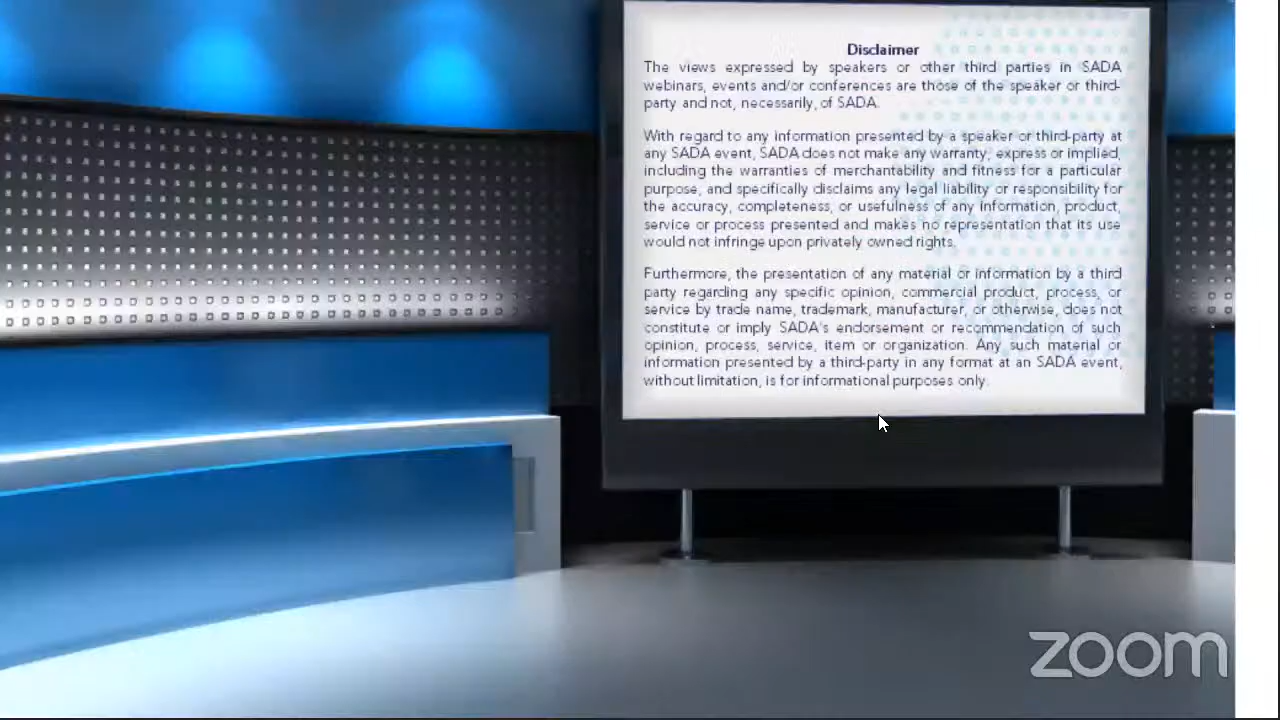 Disclaimer
The views expressed by speakers or other third parties in SADA
webinars, events and/or conferences are those of the speaker or third-
party and not, necessarily, of SADA.
With regard to any information presented by a speaker or third-party at
any SADA event, SADA does not make any warranty, express or implied,
including the warranties of merchantability and fitness for a particular
purpose, and specifically disclaims any legal liability or responsibility for
the accuracy, completeness, or usefulness of any information, product,
service or process presented and makes no representation that its use
would not infringe upon privately owned rights.
Furthermore, the presentation of any material or information by a third
party regarding any specific opinion, commercial product, process, or
service by trade name, trademark, manufacturer, or otherwise, does not
constitute or imply SADA's endorsement or recommendation of such
opinion, process, service, item or organization. Any such material or
information presented by a third-party in any format at an SADA event,
without limitation, is for informational purposes only.
zoom